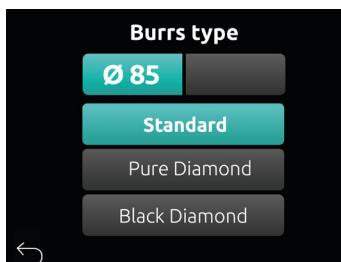 Burrs type
Ø 85
Standard
Pure Diamond
Black Diamond